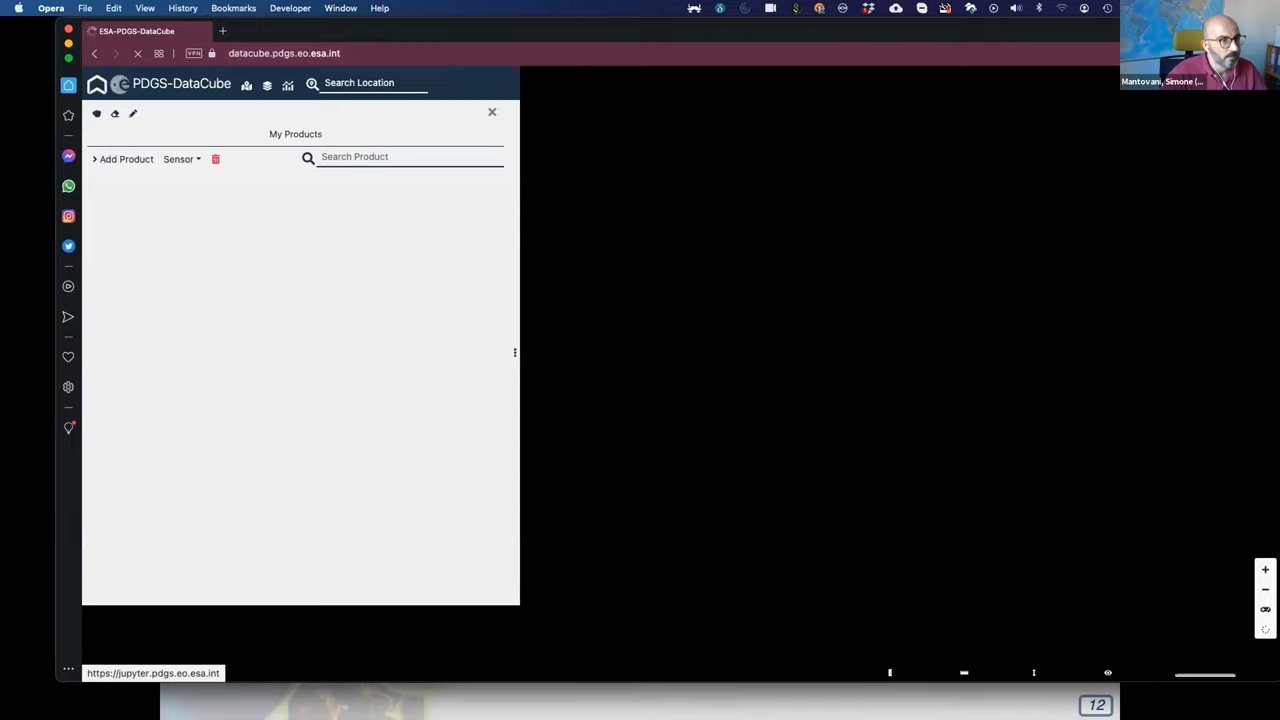 Opera File Edit View History Bookmarks Developer Window Help
ESA-PDGS-DataCube
VPN datacube.pdgs.eo.esa.int
Mantovani, Simone (...
PDGS-DataCube Search Location
My Products
Add Product Sensor Search Product
https://jupyter.pdgs.eo.esa.int
12